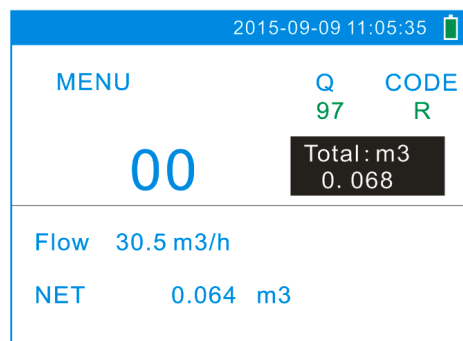 2015-09-09 11:05:35
MENU Q CODE
97 R
00 Total: m3
0. 068
Flow 30.5 m3/h
NET 0.064 m3